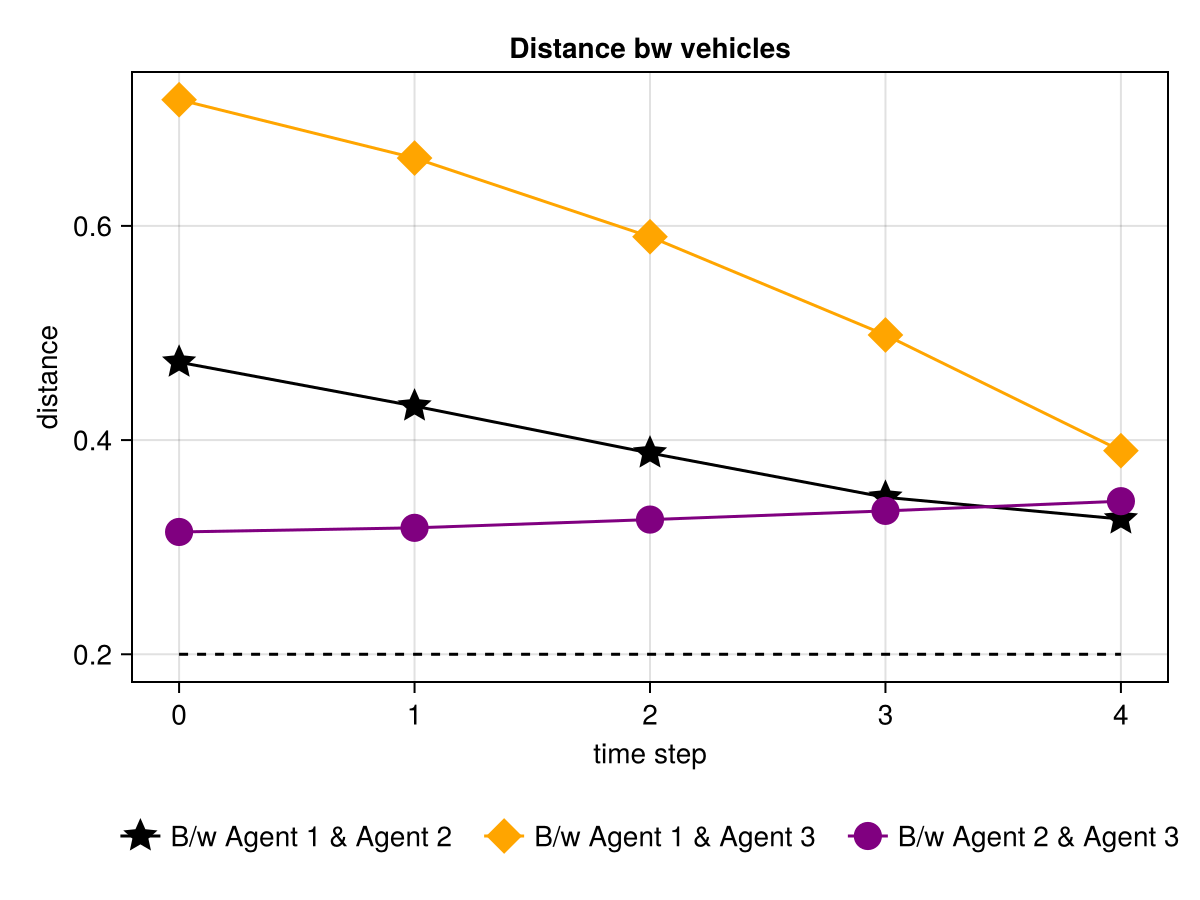 Distance bw vehicles
distance
0.6
0.4
0.2
0 1 2 3 4
time step
B/w Agent 1 & Agent 2 B/w Agent 1 & Agent 3 B/w Agent 2 & Agent 3